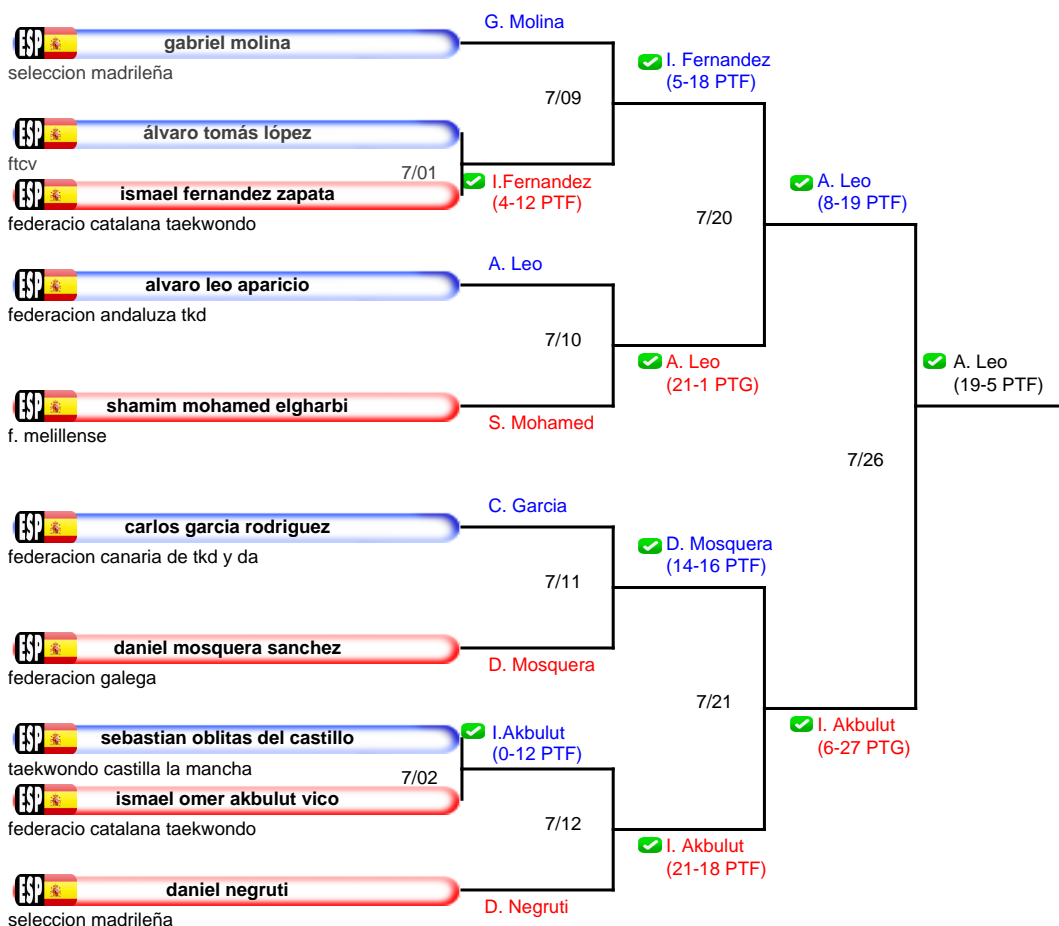 G. Molina
ESP gabriel molina
seleccion madrileña
I. Fernandez
(5-18 PTF)
7/09
ESP álvaro tomás lópez
ftcv
7/01
I.Fernandez
(4-12 PTF)
ESP ismael fernandez zapata
federacio catalana taekwondo
A. Leo
(8-19 PTF)
7/20
A. Leo
ESP alvaro leo aparicio
federacion andaluza tkd
7/10
A. Leo
(21-1 PTG)
A. Leo
(19-5 PTF)
ESP shamim mohamed elgharbi
f. melillense
S. Mohamed
7/26
C. Garcia
ESP carlos garcia rodriguez
federacion canaria de tkd y da
D. Mosquera
(14-16 PTF)
7/11
ESP daniel mosquera sanchez
federacion galega
D. Mosquera
7/21
I. Akbulut
(6-27 PTG)
ESP sebastian oblitas del castillo
taekwondo castilla la mancha
I.Akbulut
(0-12 PTF)
7/02
ESP ismael omer akbulut vico
federacio catalana taekwondo
7/12
I. Akbulut
(21-18 PTF)
ESP daniel negruti
seleccion madrileña
D. Negruti